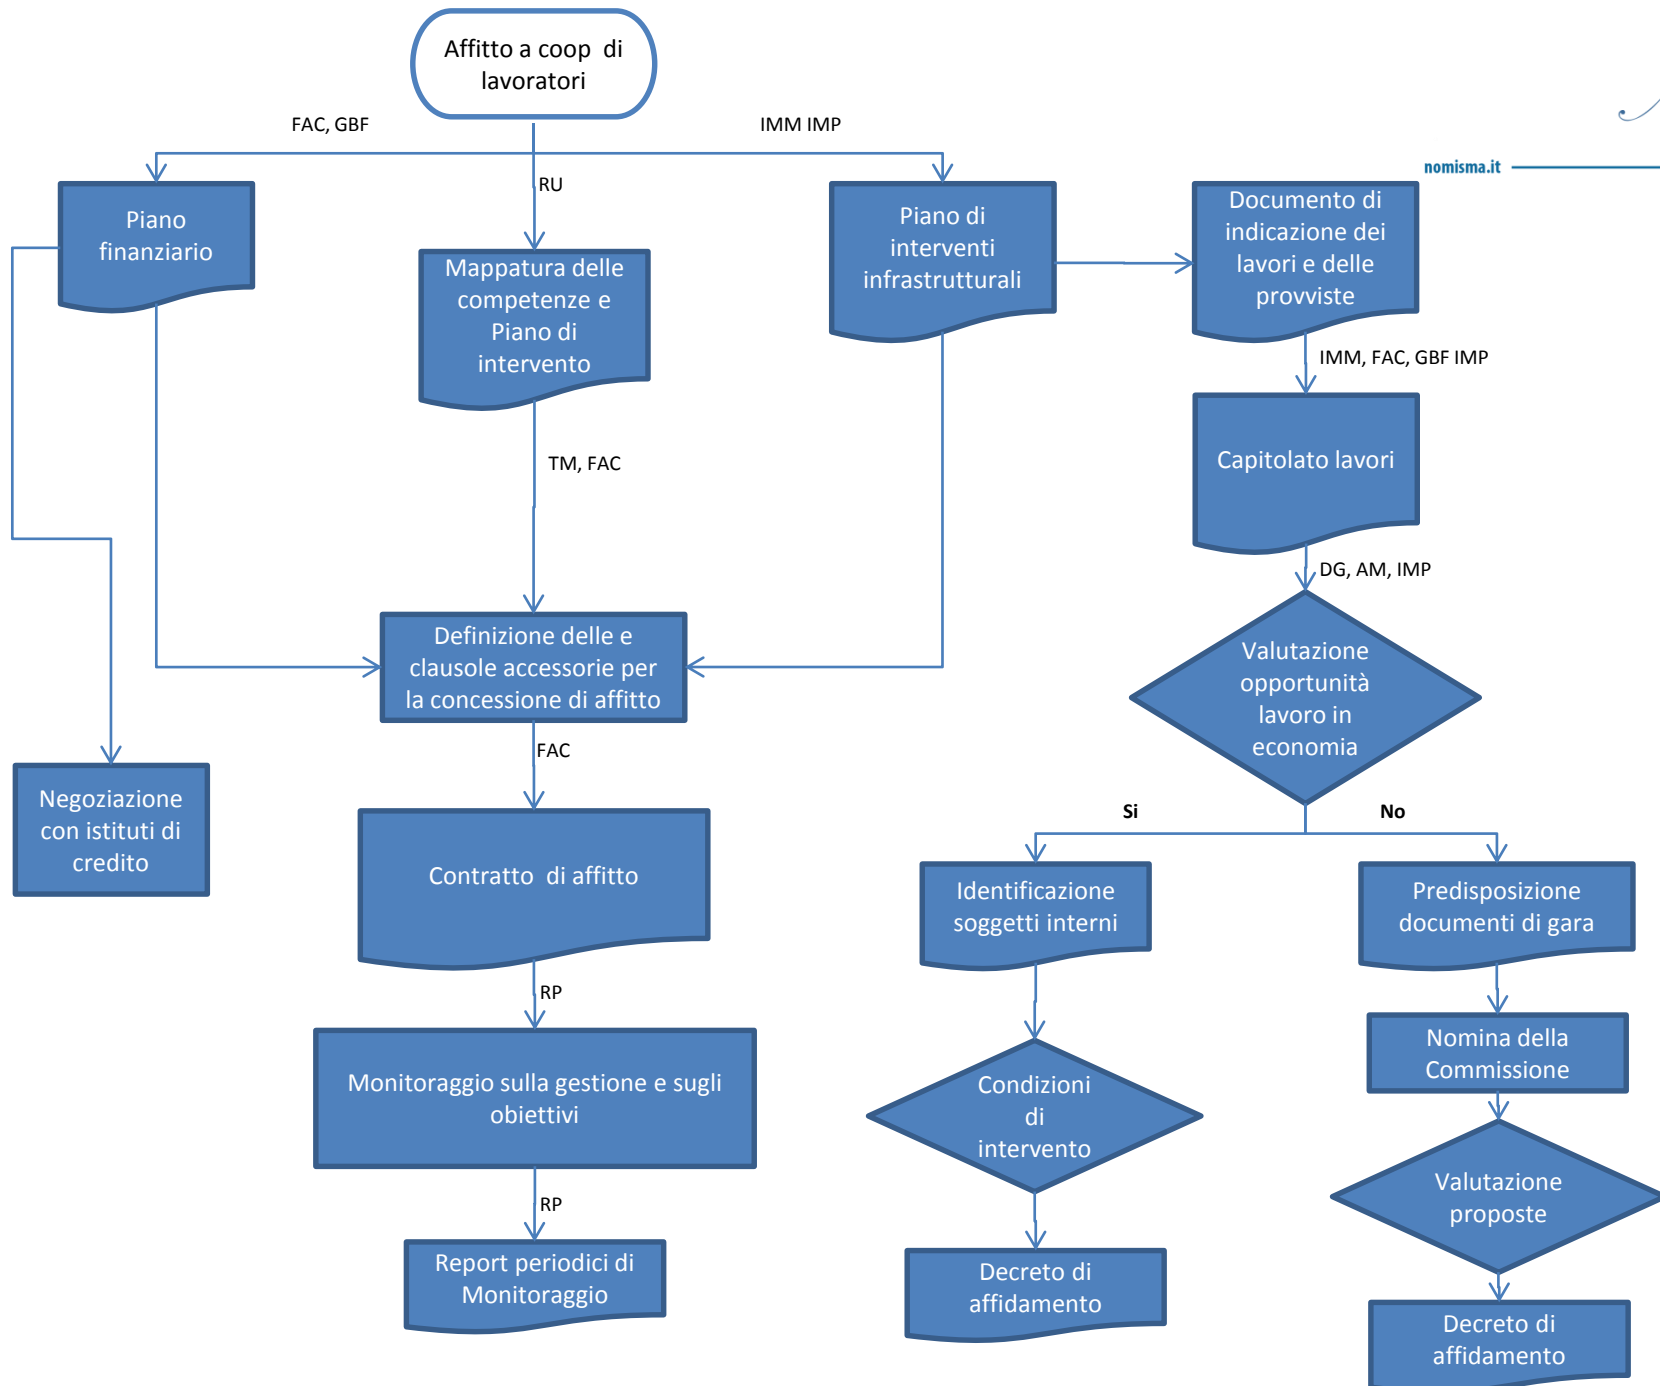 Affitto a coop di
lavoratori
FAC, GBF
IMM IMP
RU
nomisma.it
Piano
finanziario
Mappatura delle
competenze e
Piano di
intervento
Piano di
interventi
infrastrutturali
Documento di
indicazione dei
lavori e delle
provviste
IMM, FAC, GBF IMP
TM, FAC
Capitolato lavori
DG, AM, IMP
Definizione delle e
clausole accessorie per
la concessione di affitto
Valutazione
opportunità
lavoro in
economia
FAC
Negoziazione
con istituti di
credito
Contratto di affitto
Si
No
Identificazione
soggetti interni
Predisposizione
documenti di gara
RP
Monitoraggio sulla gestione e sugli
obiettivi
Condizioni
di
intervento
Nomina della
Commissione
Valutazione
proposte
RP
Report periodici di
Monitoraggio
Decreto di
affidamento
Decreto di
affidamento